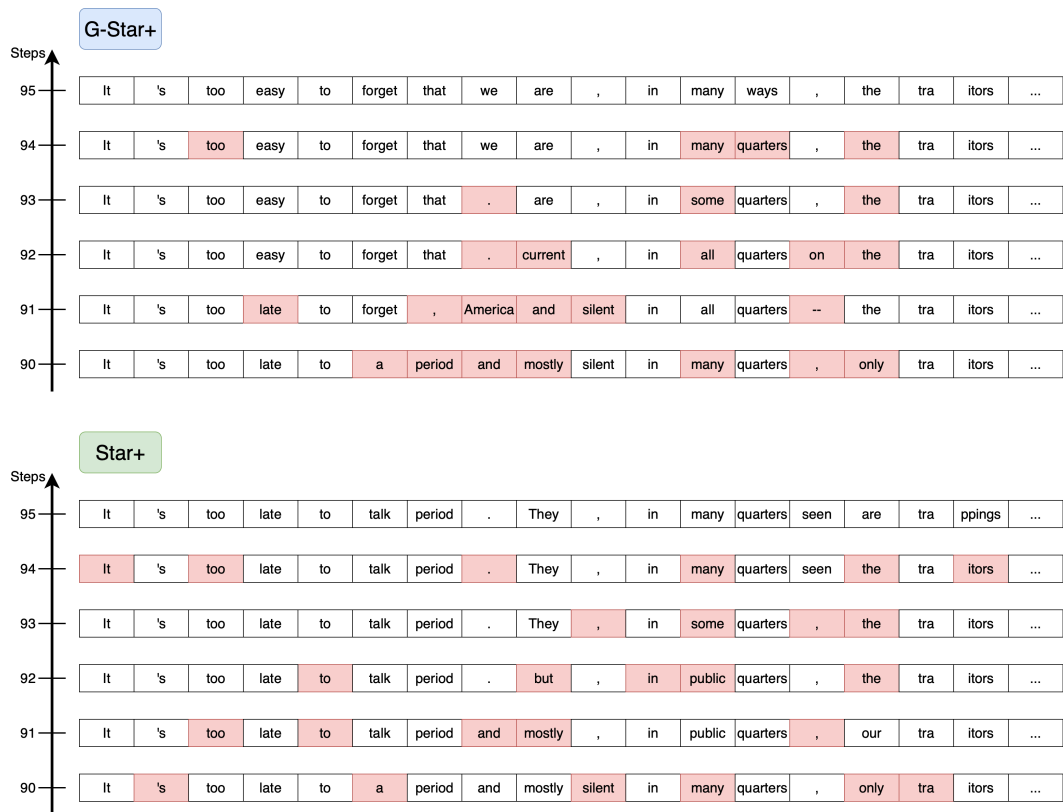 G-Star+
Steps
95 It 's too easy to forget that we are , in many ways , the tra itors ...
94 It 's too easy to forget that we are , in many quarters , the tra itors ...
93 It 's too easy to forget that . are , in some quarters , the tra itors ...
92 It 's too easy to forget that . current , in all quarters on the tra itors ...
91 It 's too late to forget , America and silent in all quarters -- the tra itors ...
90 It 's too late to a period and mostly silent in many quarters , only tra itors ...
Star+
Steps
95 It 's too late to talk period . They , in many quarters seen are tra ppings ...
94 It 's too late to talk period . They , in many quarters seen the tra itors ...
93 It 's too late to talk period . They , in some quarters , the tra itors ...
92 It 's too late to talk period . but , in public quarters , the tra itors ...
91 It 's too late to talk period and mostly , in public quarters , our tra itors ...
90 It 's too late to a period and mostly silent in many quarters , only tra itors ...